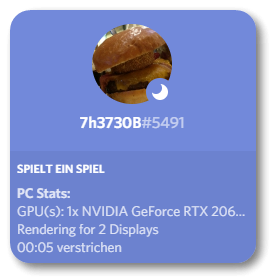 7h3730B#5491
SPIELT EIN SPIEL
PC Stats:
GPU(s): 1x NVIDIA GeForce RTX 206...
Rendering for 2 Displays
00:05 verstrichen